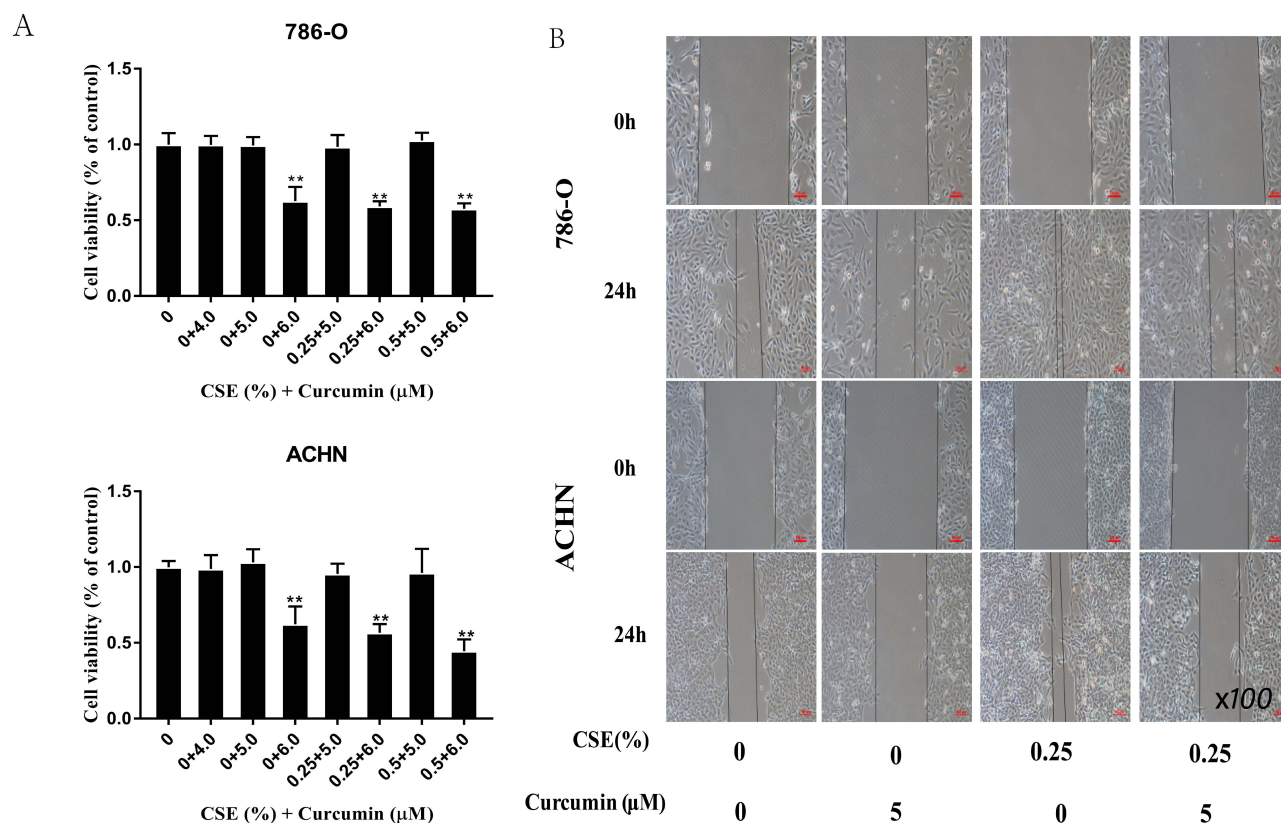 A
786-O
Cell viability (% of control)
1.5
1.0
0.5
0.0
0
0+4.0
0+5.0
0+6.0
0.25+5.0
0.25+6.0
0.5+5.0
0.5+6.0
**
**
**
CSE (%) + Curcumin (μM)
ACHN
Cell viability (% of control)
1.5
1.0
0.5
0.0
0
0+4.0
0+5.0
0+6.0
0.25+5.0
0.25+6.0
0.5+5.0
0.5+6.0
**
**
**
CSE (%) + Curcumin (μM)
B
786-O
0h
24h
ACHN
0h
24h
x100
CSE(%) 0 0 0.25 0.25
Curcumin (μM) 0 5 0 5